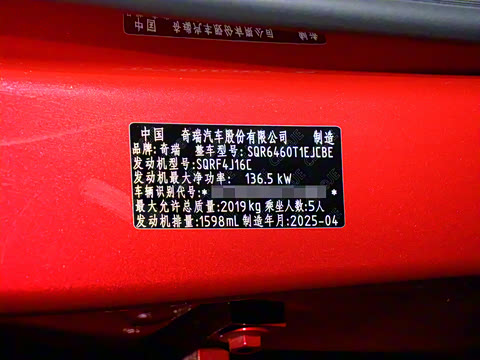 中国 奇瑞汽车股份有限公司 制造
品牌:奇瑞 整车型号:SQR6460T1EJCBE
发动机型号:SQRF4J16C
发动机最大净功率: 136.5 kW
车辆识别代号:* *
最大允许总质量:2019kg 乘坐人数:5人
发动机排量:1598mL 制造年月:2025-04